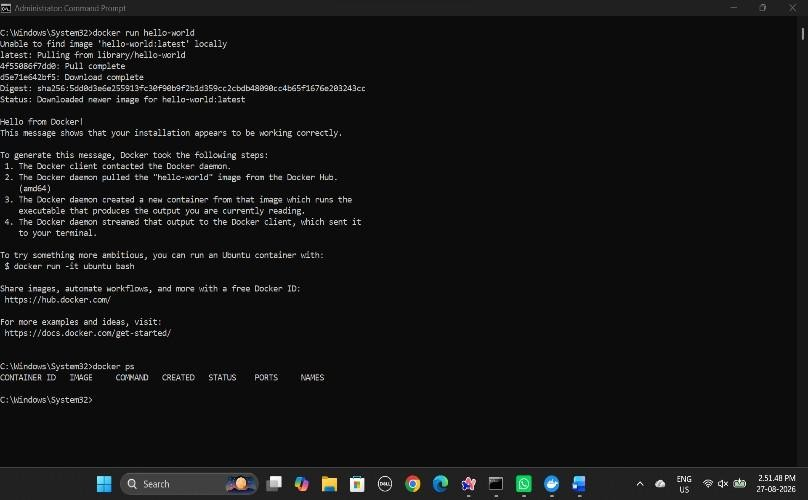 Administrator: Command Prompt
C:\Windows\System32>docker run hello-world
Unable to find image 'hello-world:latest' locally
latest: Pulling from library/hello-world
4f55086f7dd0: Pull complete
d5e71e642bf5: Download complete
Digest: sha256:5dd0d3e6e255913fc30f90b9f2b1d359cc2cbdb48090cc4b65f1676e203243cc
Status: Downloaded newer image for hello-world:latest
Hello from Docker!
This message shows that your installation appears to be working correctly.
To generate this message, Docker took the following steps:
1. The Docker client contacted the Docker daemon.
2. The Docker daemon pulled the "hello-world" image from the Docker Hub.
(amd64)
3. The Docker daemon created a new container from that image which runs the
executable that produces the output you are currently reading.
4. The Docker daemon streamed that output to the Docker client, which sent it
to your terminal.
To try something more ambitious, you can run an Ubuntu container with:
$ docker run -it ubuntu bash
Share images, automate workflows, and more with a free Docker ID:
https://hub.docker.com/
For more examples and ideas, visit:
https://docs.docker.com/get-started/
C:\Windows\System32>docker ps
CONTAINER ID   IMAGE     COMMAND   CREATED   STATUS    PORTS     NAMES
C:\Windows\System32>
Search
DELL
ENG
US
2.51.48 PM
27-08-2026